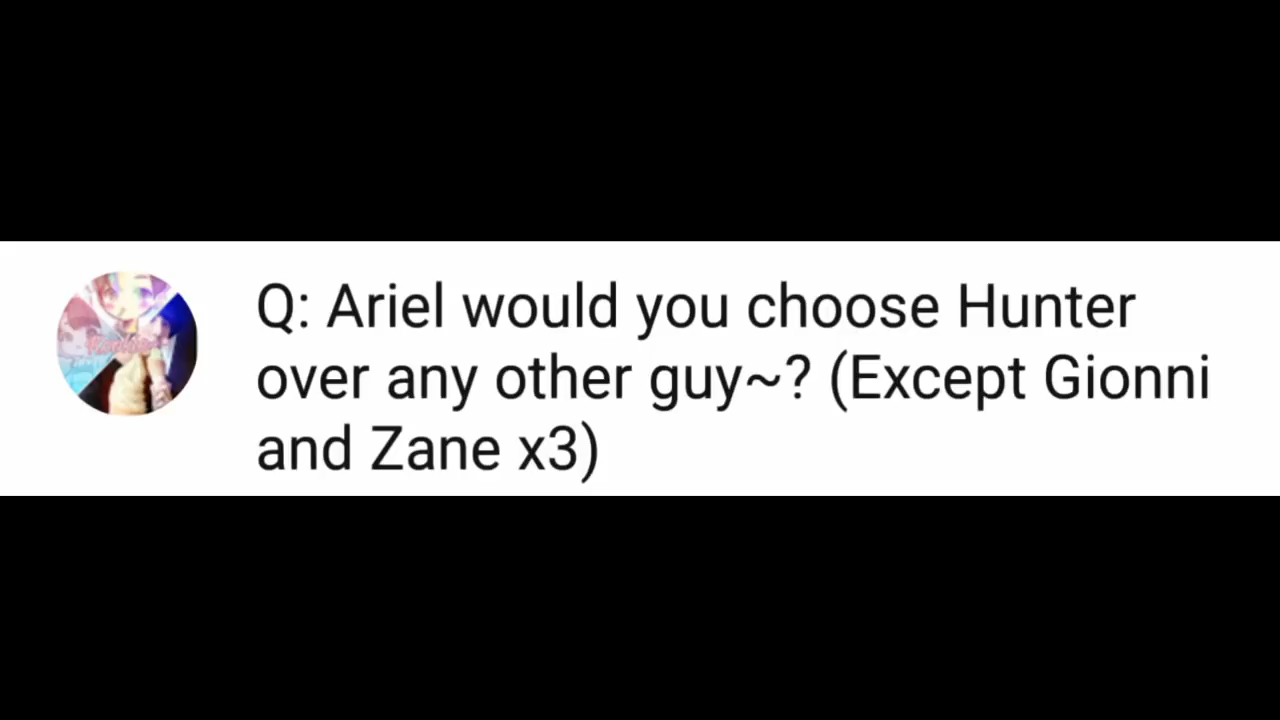 Q: Ariel would you choose Hunter
over any other guy~? (Except Gionni
and Zane x3)